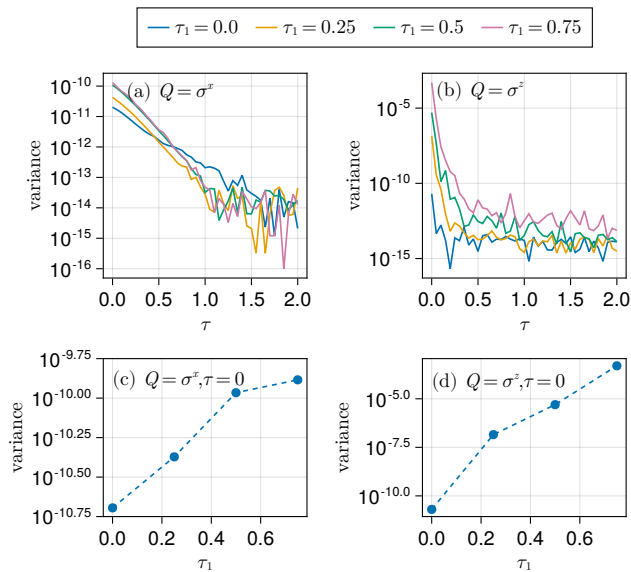 τ₁ = 0.0 τ₁ = 0.25 τ₁ = 0.5 τ₁ = 0.75
(a) Q = σˣ
variance
10⁻¹⁰
10⁻¹¹
10⁻¹²
10⁻¹³
10⁻¹⁴
10⁻¹⁵
10⁻¹⁶
0.0 0.5 1.0 1.5 2.0
τ
(b) Q = σᶻ
variance
10⁻⁵
10⁻¹⁰
10⁻¹⁵
0.0 0.5 1.0 1.5 2.0
τ
(c) Q = σˣ,τ = 0
variance
10⁻⁹·⁷⁵
10⁻¹⁰·⁰⁰
10⁻¹⁰·²⁵
10⁻¹⁰·⁵⁰
10⁻¹⁰·⁷⁵
0.0 0.2 0.4 0.6
τ₁
(d) Q = σᶻ,τ = 0
variance
10⁻⁵·⁰
10⁻⁷·⁵
10⁻¹⁰·⁰
0.0 0.2 0.4 0.6
τ₁